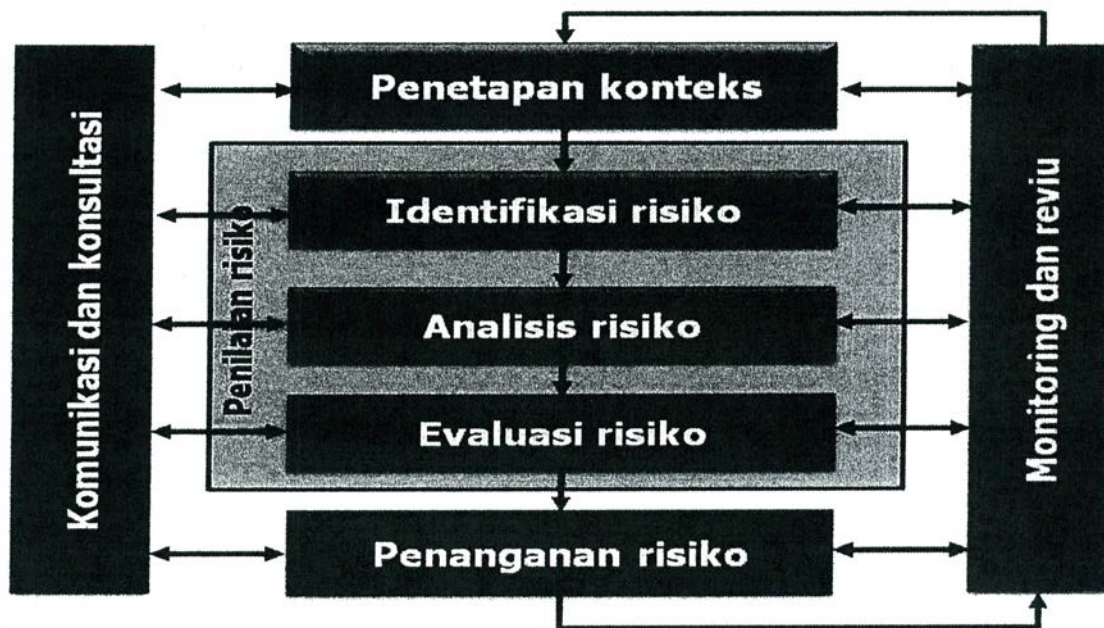 Komunikasi dan konsultasi
Penetapan konteks
Penilaian risiko
Identifikasi risiko
Analisis risiko
Evaluasi risiko
Penanganan risiko
Monitoring dan reviu